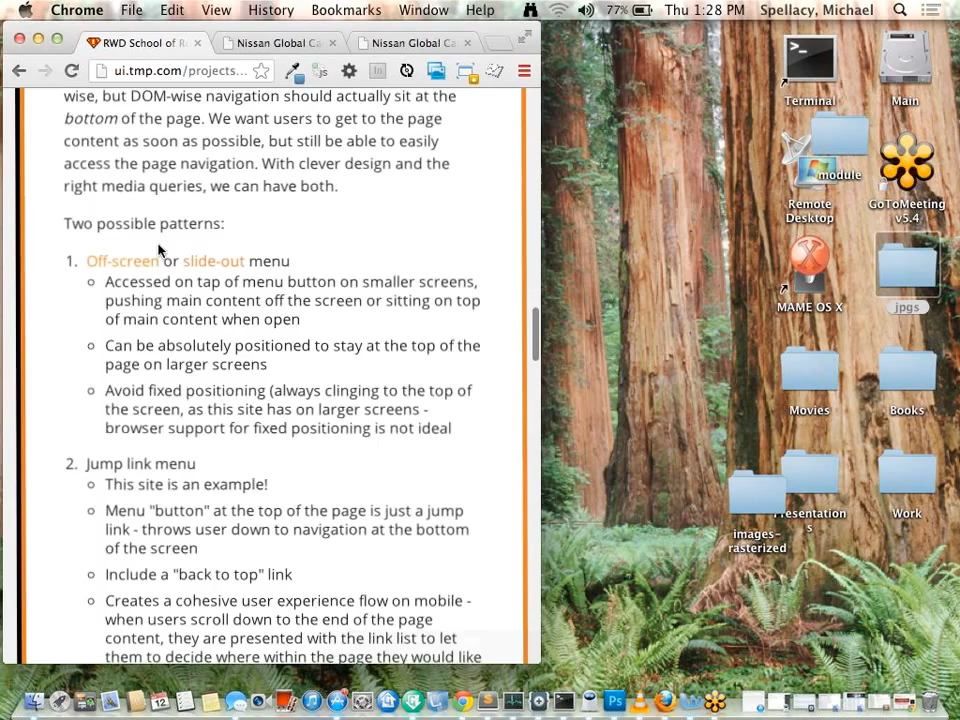 Chrome File Edit View History Bookmarks Window Help 77% Thu 1:28 PM Spellacy, Michael
RWD School of R
Nissan Global Ca
Nissan Global Ca
ui.tmp.com/projects...
wise, but DOM-wise navigation should actually sit at the
bottom of the page. We want users to get to the page
content as soon as possible, but still be able to easily
access the page navigation. With clever design and the
right media queries, we can have both.
Two possible patterns:
1. Off-screen or slide-out menu
Accessed on tap of menu button on smaller screens,
pushing main content off the screen or sitting on top
of main content when open
Can be absolutely positioned to stay at the top of the
page on larger screens
Avoid fixed positioning (always clinging to the top of
the screen, as this site has on larger screens -
browser support for fixed positioning is not ideal
2. Jump link menu
This site is an example!
Menu "button" at the top of the page is just a jump
link - throws user down to navigation at the bottom
of the screen
Include a "back to top" link
Creates a cohesive user experience flow on mobile -
when users scroll down to the end of the page
content, they are presented with the link list to let
them to decide where within the page they would like
Terminal
Main
module
Remote
Desktop
GoToMeeting
v5.4
MAME OS X
jpgs
Movies
Books
Presentation
s
Work
images-
rasterized